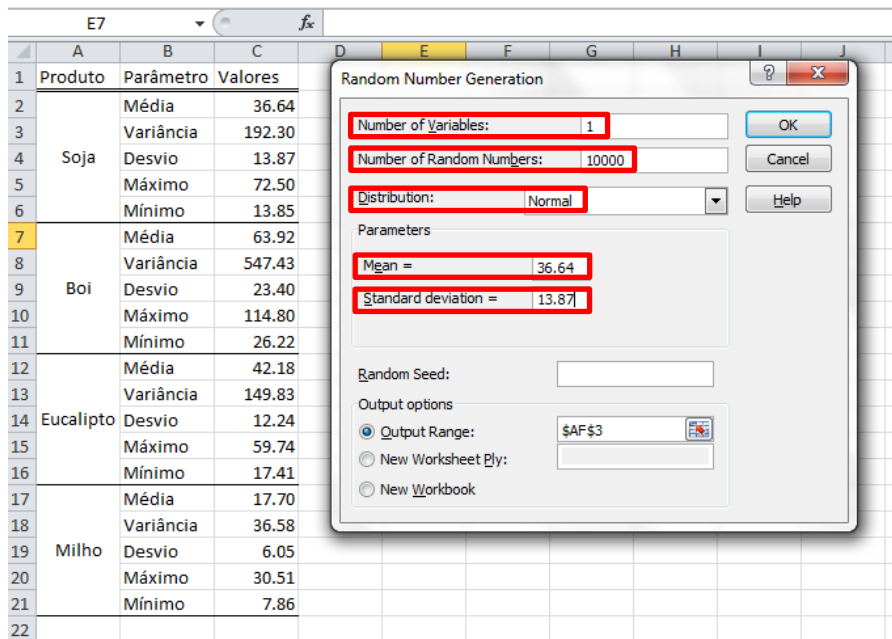 E7 fx
A B C D E F G H I J
1 Produto Parâmetro Valores
2 Média 36.64
3 Variância 192.30
4 Soja Desvio 13.87
5 Máximo 72.50
6 Mínimo 13.85
7 Média 63.92
8 Variância 547.43
9 Boi Desvio 23.40
10 Máximo 114.80
11 Mínimo 26.22
12 Média 42.18
13 Variância 149.83
14 Eucalipto Desvio 12.24
15 Máximo 59.74
16 Mínimo 17.41
17 Média 17.70
18 Variância 36.58
19 Milho Desvio 6.05
20 Máximo 30.51
21 Mínimo 7.86
22
Random Number Generation ? x
Number of Variables: 1
OK
Number of Random Numbers: 10000
Cancel
Distribution: Normal
Help
Parameters
Mean = 36.64
Standard deviation = 13.87
Random Seed:
Output options
Output Range: $AF$3
New Worksheet Ply:
New Workbook